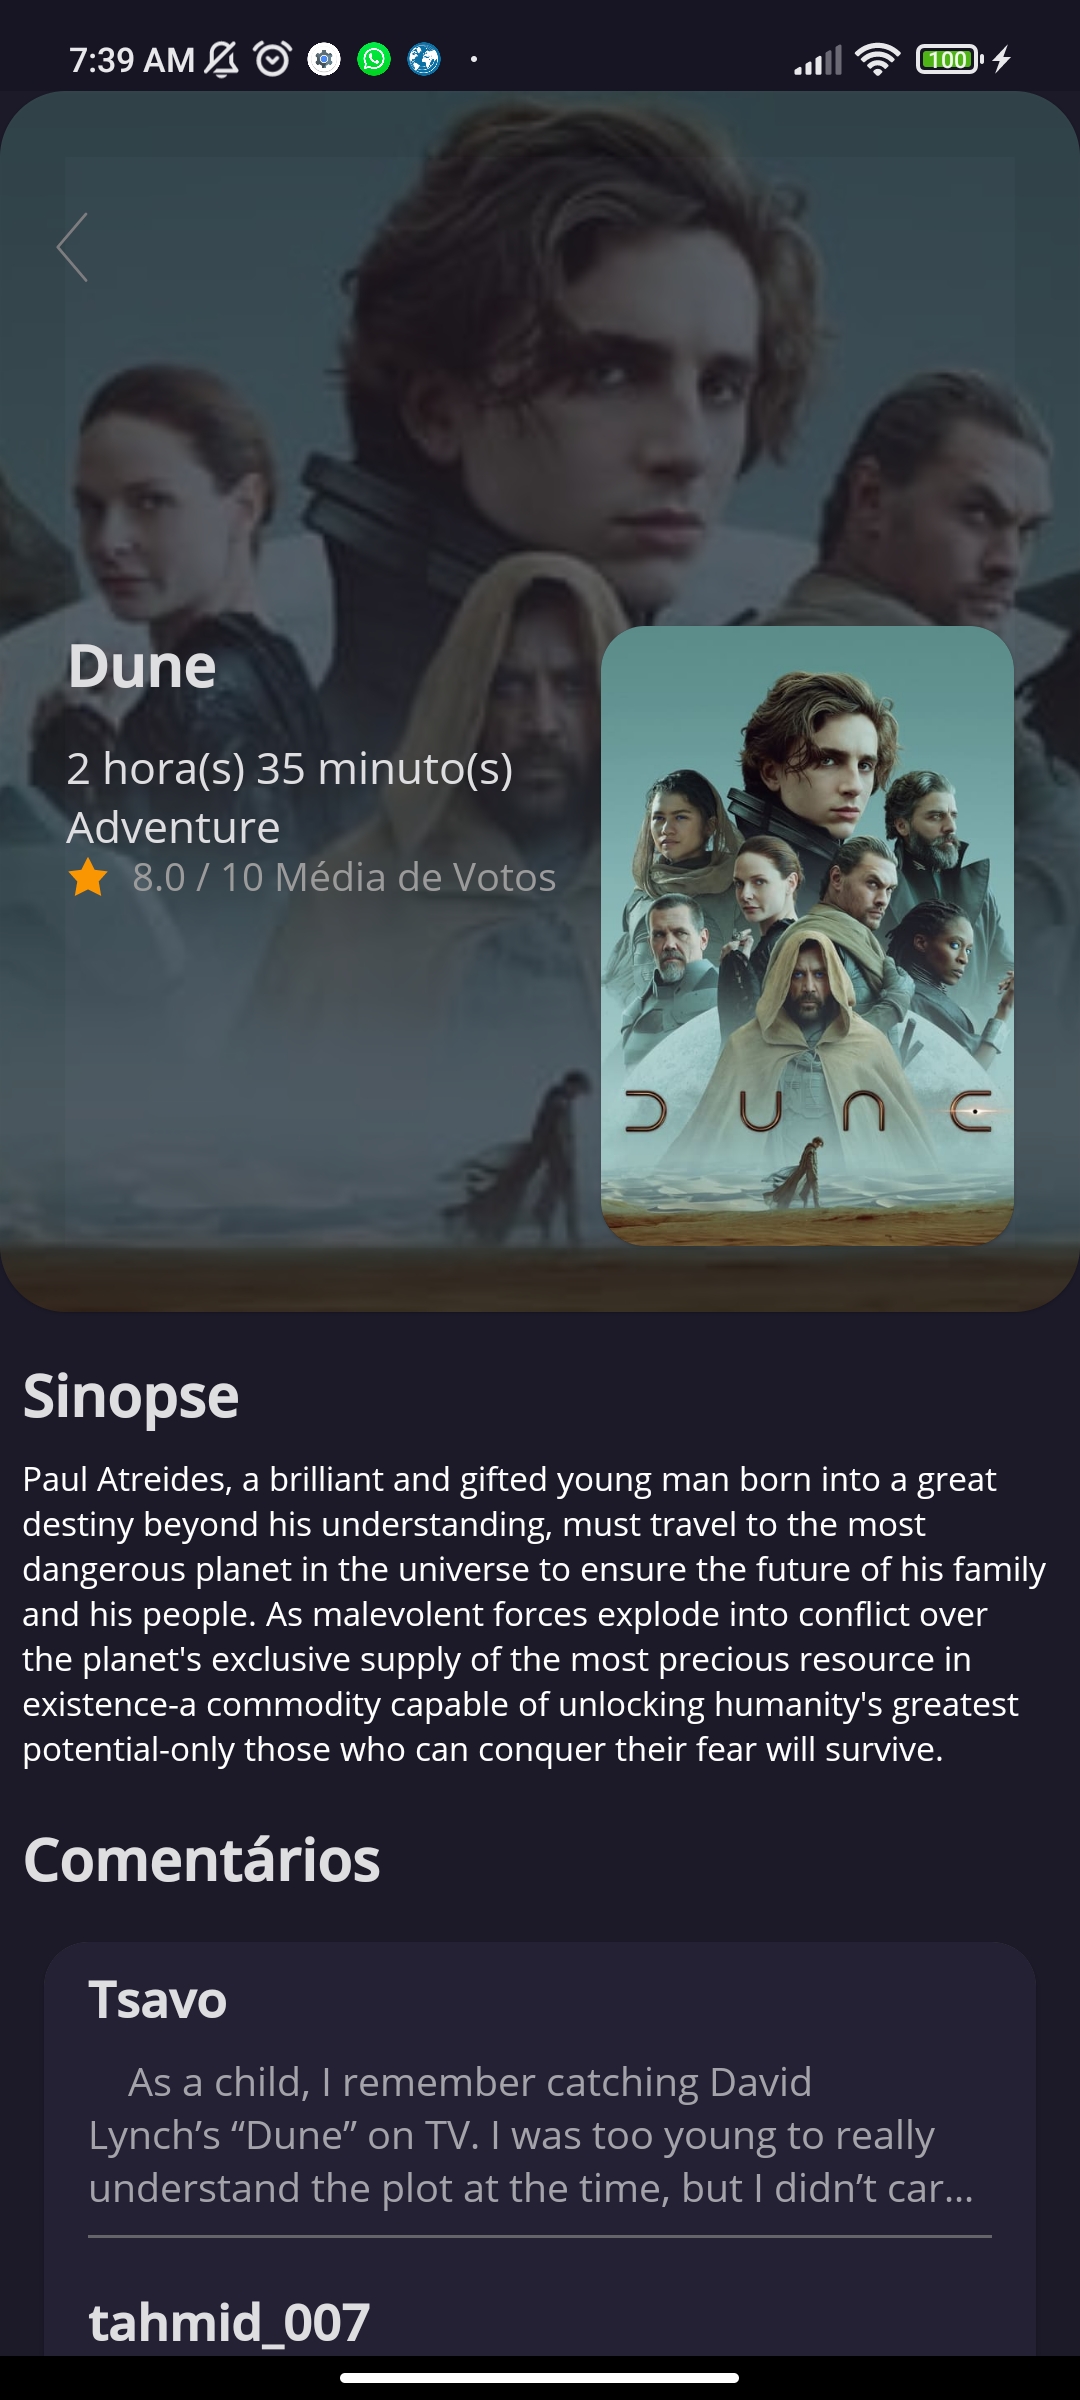 7:39 AM
100
Dune
2 hora(s) 35 minuto(s)
Adventure
8.0 / 10 Média de Votos
DUNE
Sinopse
Paul Atreides, a brilliant and gifted young man born into a great
destiny beyond his understanding, must travel to the most
dangerous planet in the universe to ensure the future of his family
and his people. As malevolent forces explode into conflict over
the planet's exclusive supply of the most precious resource in
existence-a commodity capable of unlocking humanity's greatest
potential-only those who can conquer their fear will survive.
Comentários
Tsavo
As a child, I remember catching David
Lynch’s “Dune” on TV. I was too young to really
understand the plot at the time, but I didn’t car...
tahmid_007